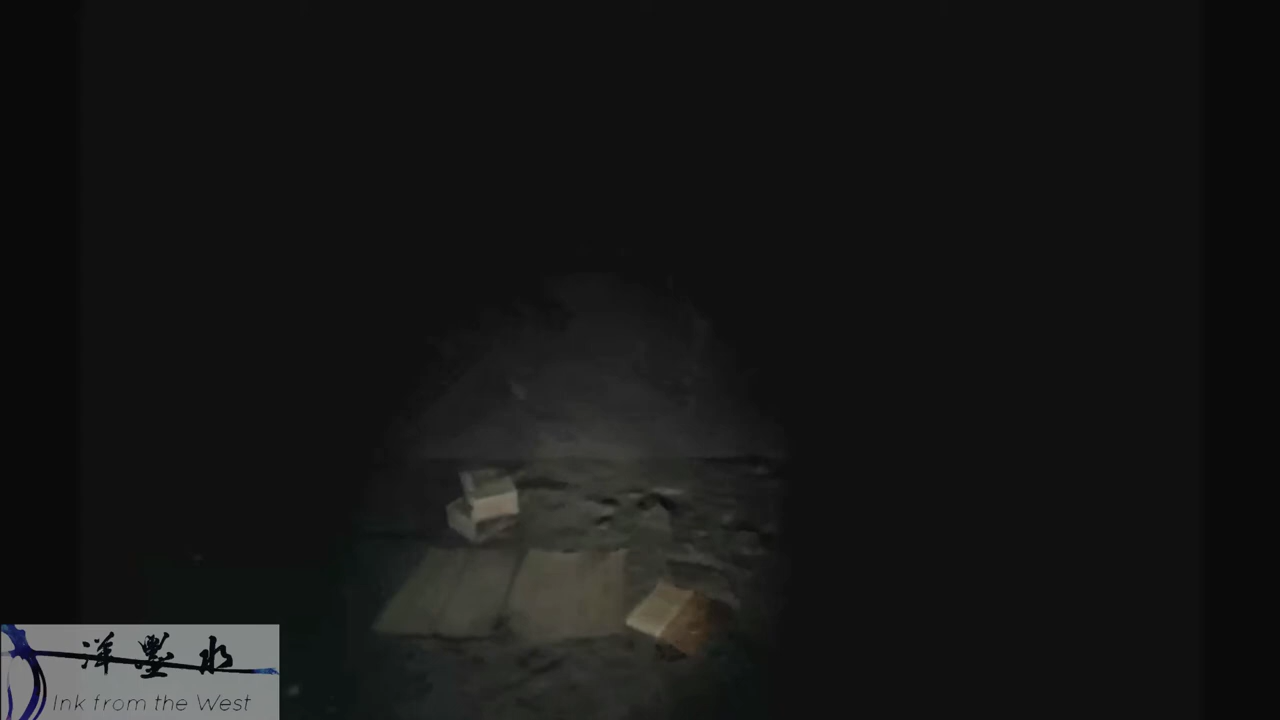 洋墨水
Ink from the West